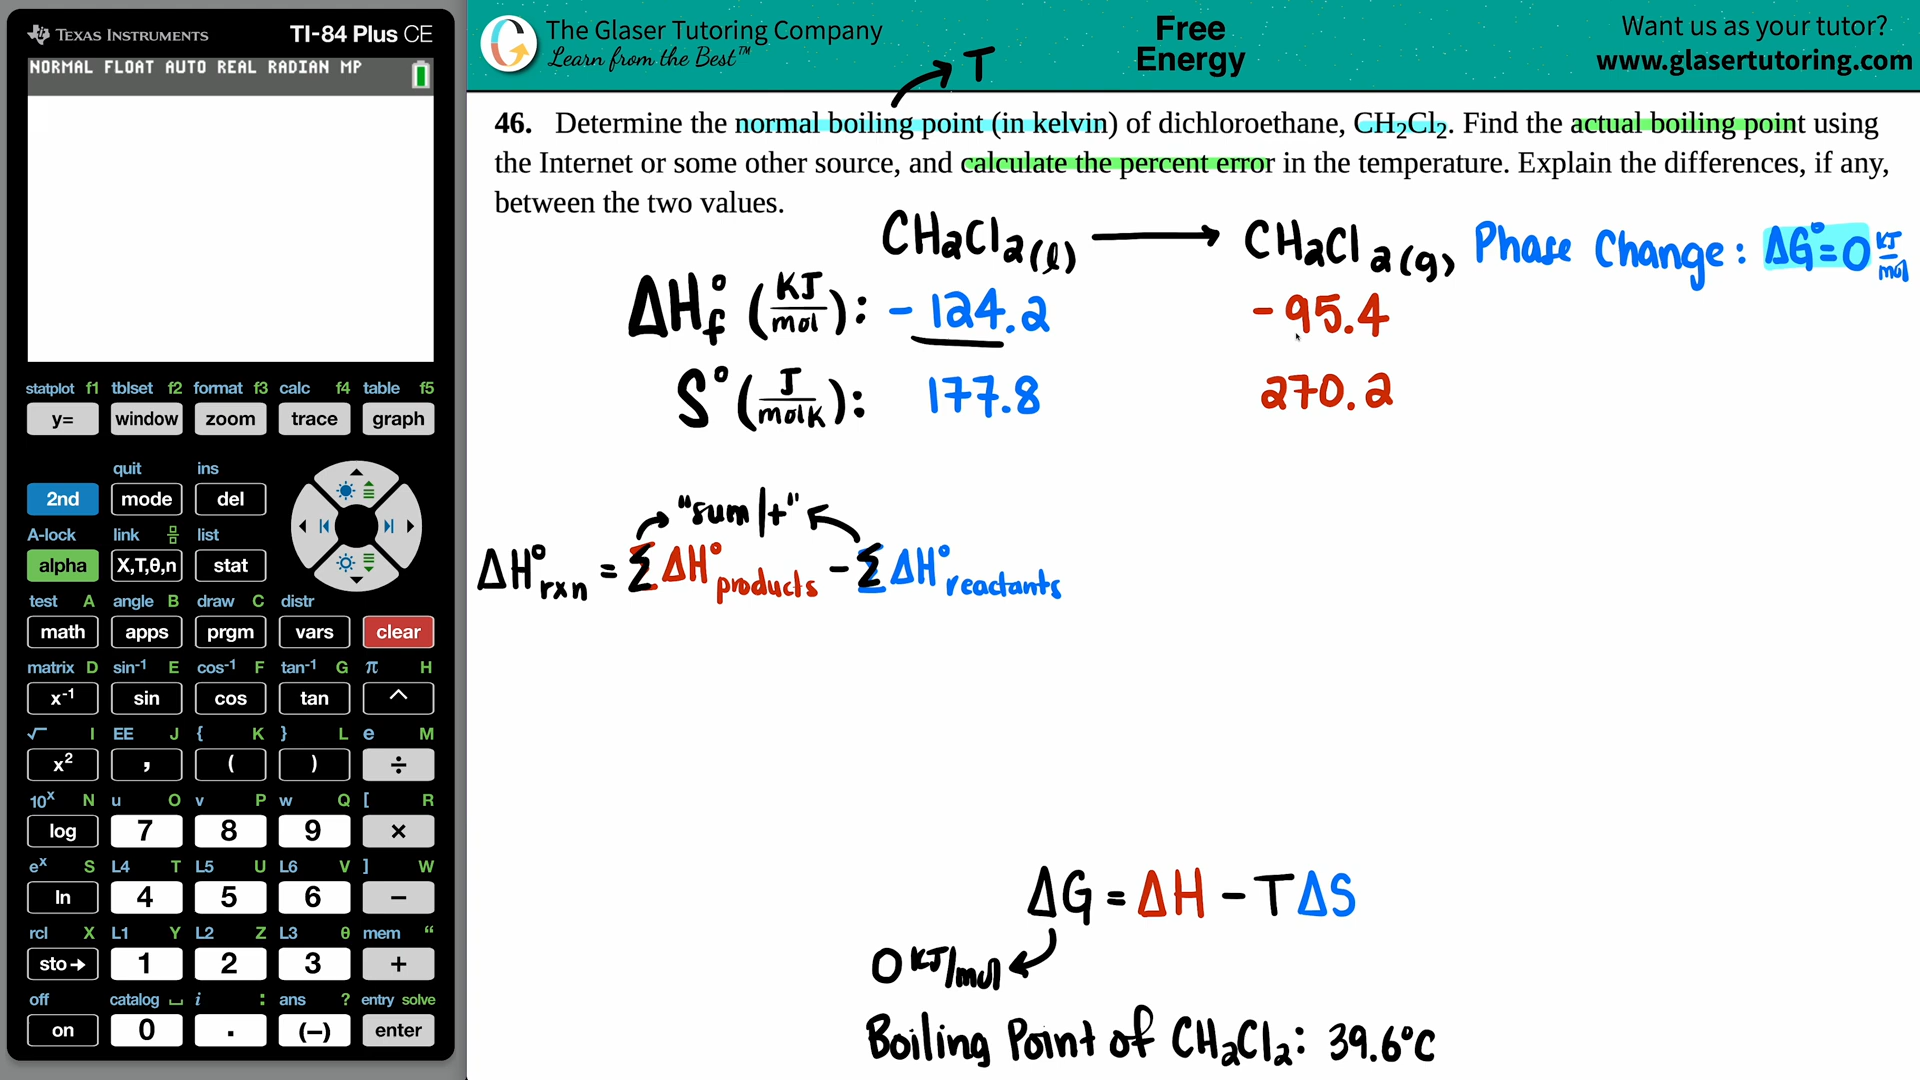 TEXAS INSTRUMENTS TI-84 Plus CE
NORMAL FLOAT AUTO REAL RADIAN MP
statplot f1 tblset f2 format f3 calc f4 table f5
y= window zoom trace graph
quit ins
2nd mode del
A-lock link list
alpha X,T,θ,n stat
test A angle B draw C distr
math apps prgm vars clear
matrix D sin⁻¹ E cos⁻¹ F tan⁻¹ G π H
x⁻¹ sin cos tan ^
√ I EE J { K } L e M
x² , ( ) ÷
10ˣ N u O v P w Q [ R
log 7 8 9 ×
eˣ S L4 T L5 U L6 V ] W
ln 4 5 6 −
rcl X L1 Y L2 Z L3 θ mem “
sto→ 1 2 3 +
off catalog ⎵ i : ans ? entry solve
on 0 . (−) enter
The Glaser Tutoring Company
Learn from the Best™
Free
Energy
Want us as your tutor?
www.glasertutoring.com
T
46. Determine the normal boiling point (in kelvin) of dichloroethane, CH₂Cl₂. Find the actual boiling point using
the Internet or some other source, and calculate the percent error in the temperature. Explain the differences, if any,
between the two values.
CH₂Cl₂(l) → CH₂Cl₂(g) Phase Change: ΔG°=0 KJ/mol
ΔH°f (KJ/mol): -124.2 -95.4
S° (J/molK): 177.8 270.2
"sum/+"
ΔH°rxn = Σ ΔH°products - Σ ΔH°reactants
ΔG = ΔH - TΔS
0 KJ/mol
Boiling Point of CH₂Cl₂: 39.6°C